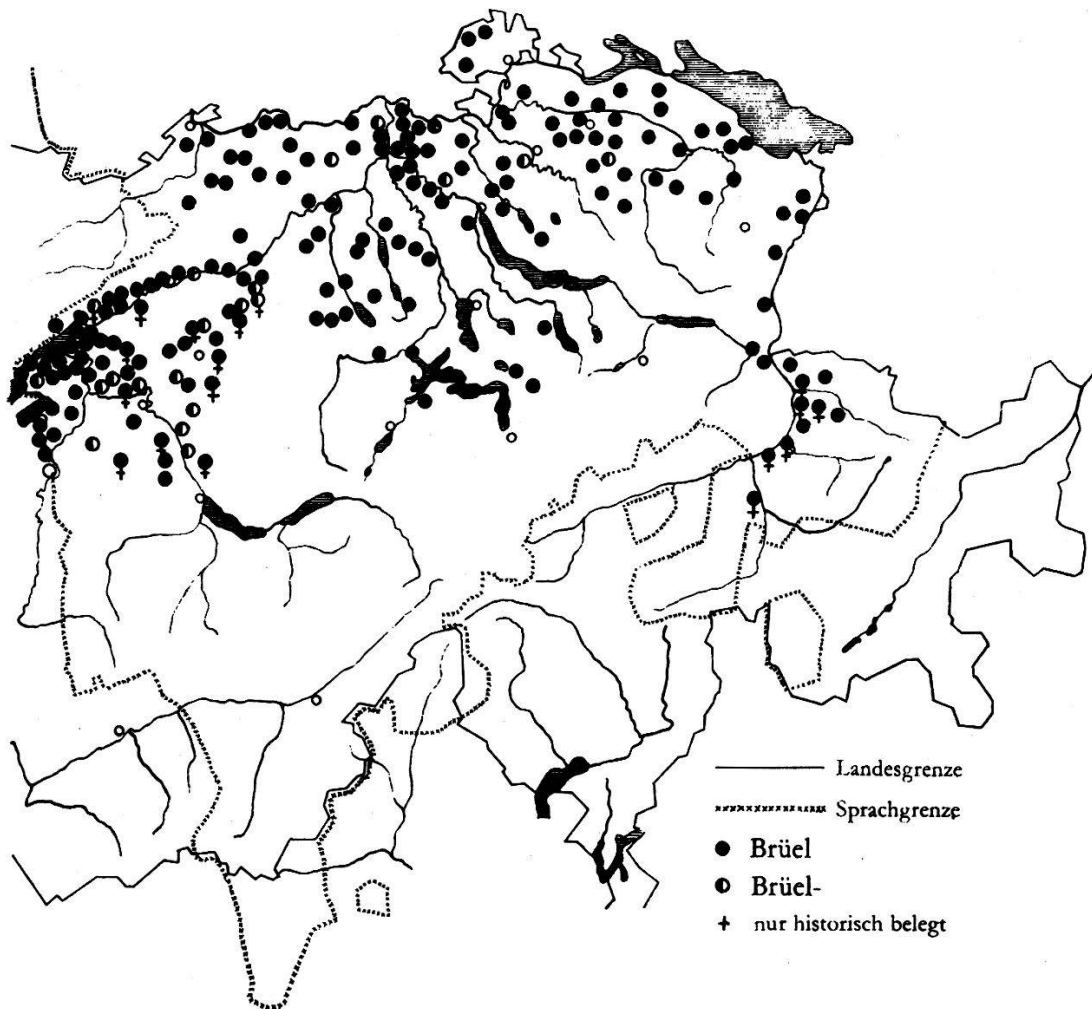 Landesgrenze
Sprachgrenze
Brüel
Brüel-
nur historisch belegt